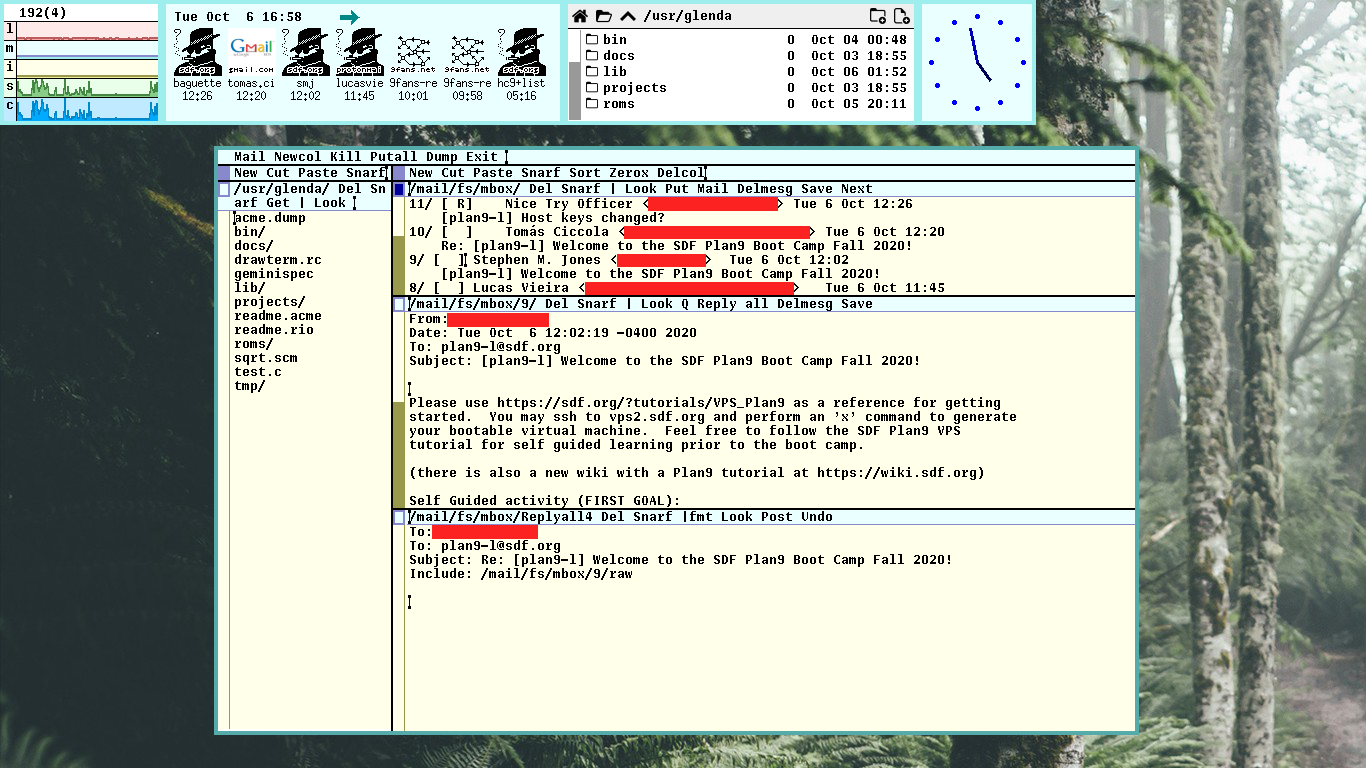 192(4)
l
m
i
s
c
Tue Oct  6 16:58
sdf.org gmail.com sdf.org protonmail 9fans.net 9fans.net sdf.org
Gmail
baguette tomas.ci smj lucasvie 9fans-re 9fans-re hc9+list
12:26 12:20 12:02 11:45 10:01 09:58 05:16
/usr/glenda
bin 0 Oct 04 00:48
docs 0 Oct 03 18:55
lib 0 Oct 06 01:52
projects 0 Oct 03 18:55
roms 0 Oct 05 20:11
Mail Newcol Kill Putall Dump Exit
New Cut Paste Snarf
/usr/glenda/ Del Sn
arf Get | Look
acme.dump
bin/
docs/
drawterm.rc
geminispec
lib/
projects/
readme.acme
readme.rio
roms/
sqrt.scm
test.c
tmp/
New Cut Paste Snarf Sort Zerox Delcol
/mail/fs/mbox/ Del Snarf | Look Put Mail Delmesg Save Next
11/ [ R]    Nice Try Officer <> Tue 6 Oct 12:26
[plan9-l] Host keys changed?
10/ [  ]    Tomás Ciccola <> Tue 6 Oct 12:20
Re: [plan9-l] Welcome to the SDF Plan9 Boot Camp Fall 2020!
9/ [  ] Stephen M. Jones <>  Tue 6 Oct 12:02
[plan9-l] Welcome to the SDF Plan9 Boot Camp Fall 2020!
8/ [  ] Lucas Vieira <>   Tue 6 Oct 11:45
/mail/fs/mbox/9/ Del Snarf | Look Q Reply all Delmesg Save
From:
Date: Tue Oct  6 12:02:19 -0400 2020
To: plan9-l@sdf.org
Subject: [plan9-l] Welcome to the SDF Plan9 Boot Camp Fall 2020!
Please use https://sdf.org/?tutorials/VPS_Plan9 as a reference for getting
started.  You may ssh to vps2.sdf.org and perform an 'x' command to generate
your bootable virtual machine.  Feel free to follow the SDF Plan9 VPS
tutorial for self guided learning prior to the boot camp.
(there is also a new wiki with a Plan9 tutorial at https://wiki.sdf.org)
Self Guided activity (FIRST GOAL):
/mail/fs/mbox/Replyall4 Del Snarf |fmt Look Post Undo
To:
To: plan9-l@sdf.org
Subject: Re: [plan9-l] Welcome to the SDF Plan9 Boot Camp Fall 2020!
Include: /mail/fs/mbox/9/raw